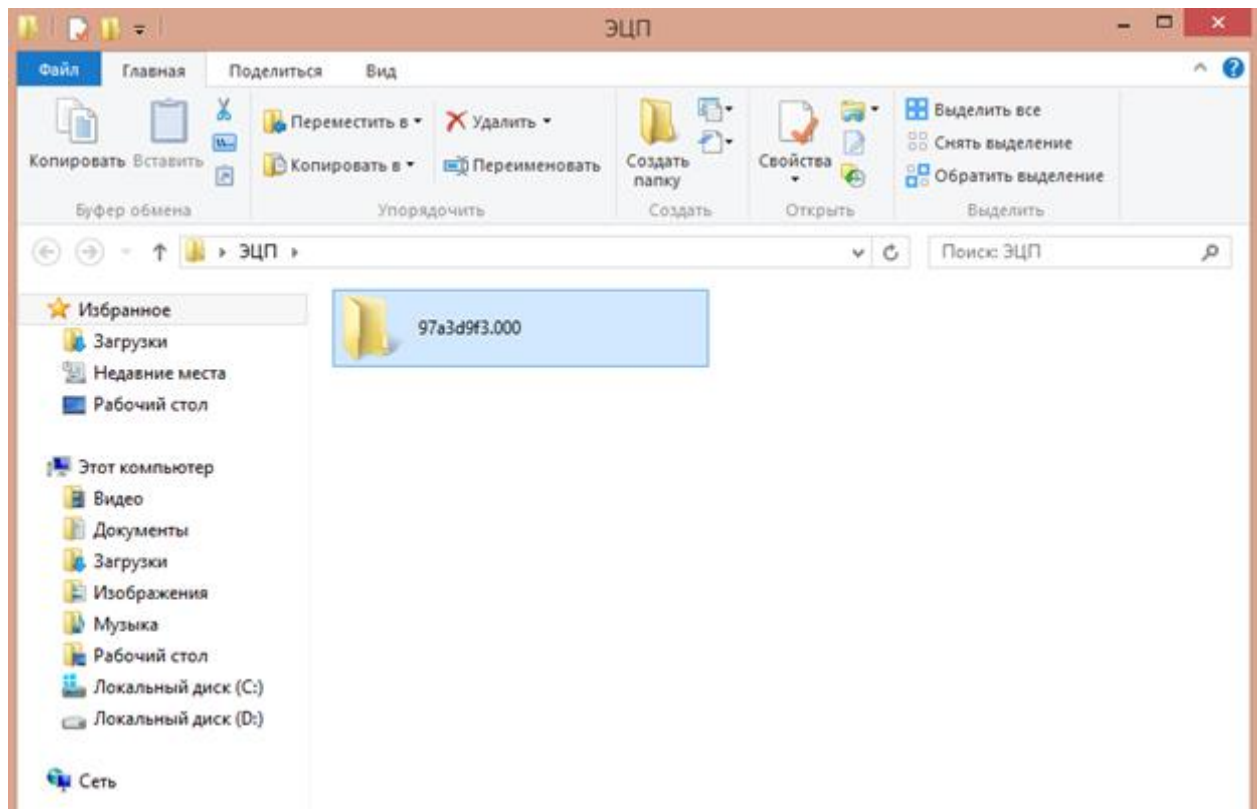 ЭЦП
Файл Главная Поделиться Вид
Копировать Вставить
Переместить в
Копировать в
Удалить
Переименовать
Создать папку
Свойства
Выделить все
Снять выделение
Обратить выделение
Буфер обмена Упорядочить Создать Открыть Выделить
ЭЦП
Поиск: ЭЦП
Избранное
Загрузки
Недавние места
Рабочий стол
Этот компьютер
Видео
Документы
Загрузки
Изображения
Музыка
Рабочий стол
Локальный диск (C:)
Локальный диск (D:)
Сеть
97a3d9f3.000